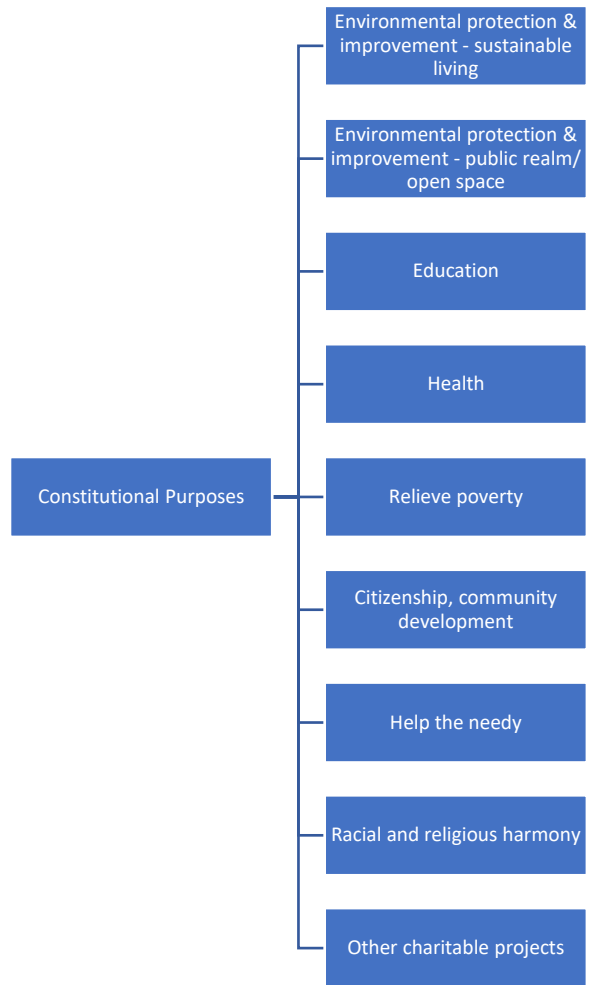 Environmental protection &
improvement - sustainable
living
Environmental protection &
improvement - public realm/
open space
Education
Health
Constitutional Purposes
Relieve poverty
Citizenship, community
development
Help the needy
Racial and religious harmony
Other charitable projects